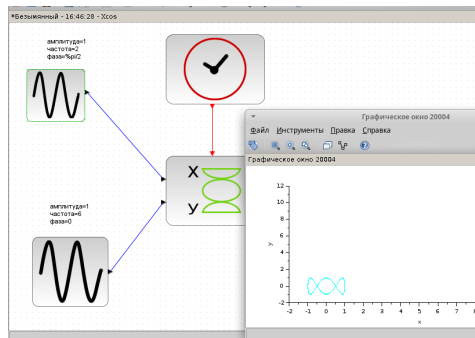 *Безымянный - 16:46:28 - Xcos
амплитуда=1
частота=2
фаза=%pi/2
X
У
амплитуда=1
частота=6
фаза=0
Графическое окно 20004
Файл Инструменты Правка Справка
Графическое окно 20004
12
10
8
6
4
2
0
-2
y
-2 -1 0 1 2 3 4 5 6 7 8
x